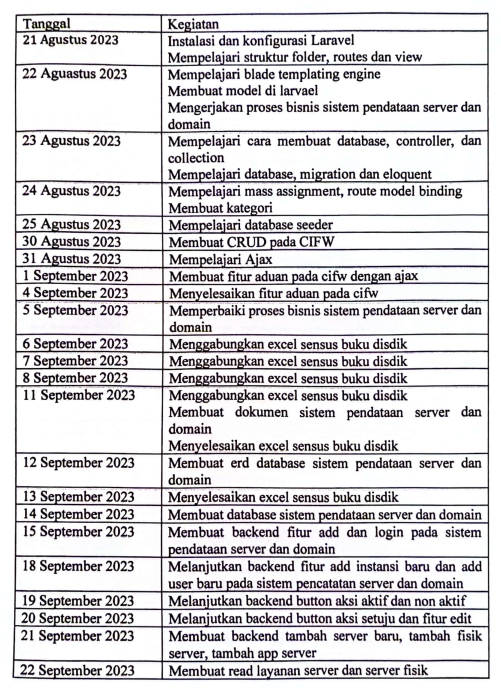 Tanggal Kegiatan
21 Agustus 2023 Instalasi dan konfigurasi Laravel
Mempelajari struktur folder, routes dan view
22 Aguastus 2023 Mempelajari blade templating engine
Membuat model di larvael
Mengerjakan proses bisnis sistem pendataan server dan
domain
23 Agustus 2023 Mempelajari cara membuat database, controller, dan
collection
Mempelajari database, migration dan eloquent
24 Agustus 2023 Mempelajari mass assignment, route model binding
Membuat kategori
25 Agustus 2023 Mempelajari database seeder
30 Agustus 2023 Membuat CRUD pada CIFW
31 Agustus 2023 Mempelajari Ajax
1 September 2023 Membuat fitur aduan pada cifw dengan ajax
4 September 2023 Menyelesaikan fitur aduan pada cifw
5 September 2023 Memperbaiki proses bisnis sistem pendataan server dan
domain
6 September 2023 Menggabungkan excel sensus buku disdik
7 September 2023 Menggabungkan excel sensus buku disdik
8 September 2023 Menggabungkan excel sensus buku disdik
11 September 2023 Menggabungkan excel sensus buku disdik
Membuat dokumen sistem pendataan server dan
domain
Menyelesaikan excel sensus buku disdik
12 September 2023 Membuat erd database sistem pendataan server dan
domain
13 September 2023 Menyelesaikan excel sensus buku disdik
14 September 2023 Membuat database sistem pendataan server dan domain
15 September 2023 Membuat backend fitur add dan login pada sistem
pendataan server dan domain
18 September 2023 Melanjutkan backend fitur add instansi baru dan add
user baru pada sistem pencatatan server dan domain
19 September 2023 Melanjutkan backend button aksi aktif dan non aktif
20 September 2023 Melanjutkan backend button aksi setuju dan fitur edit
21 September 2023 Membuat backend tambah server baru, tambah fisik
server, tambah app server
22 September 2023 Membuat read layanan server dan server fisik